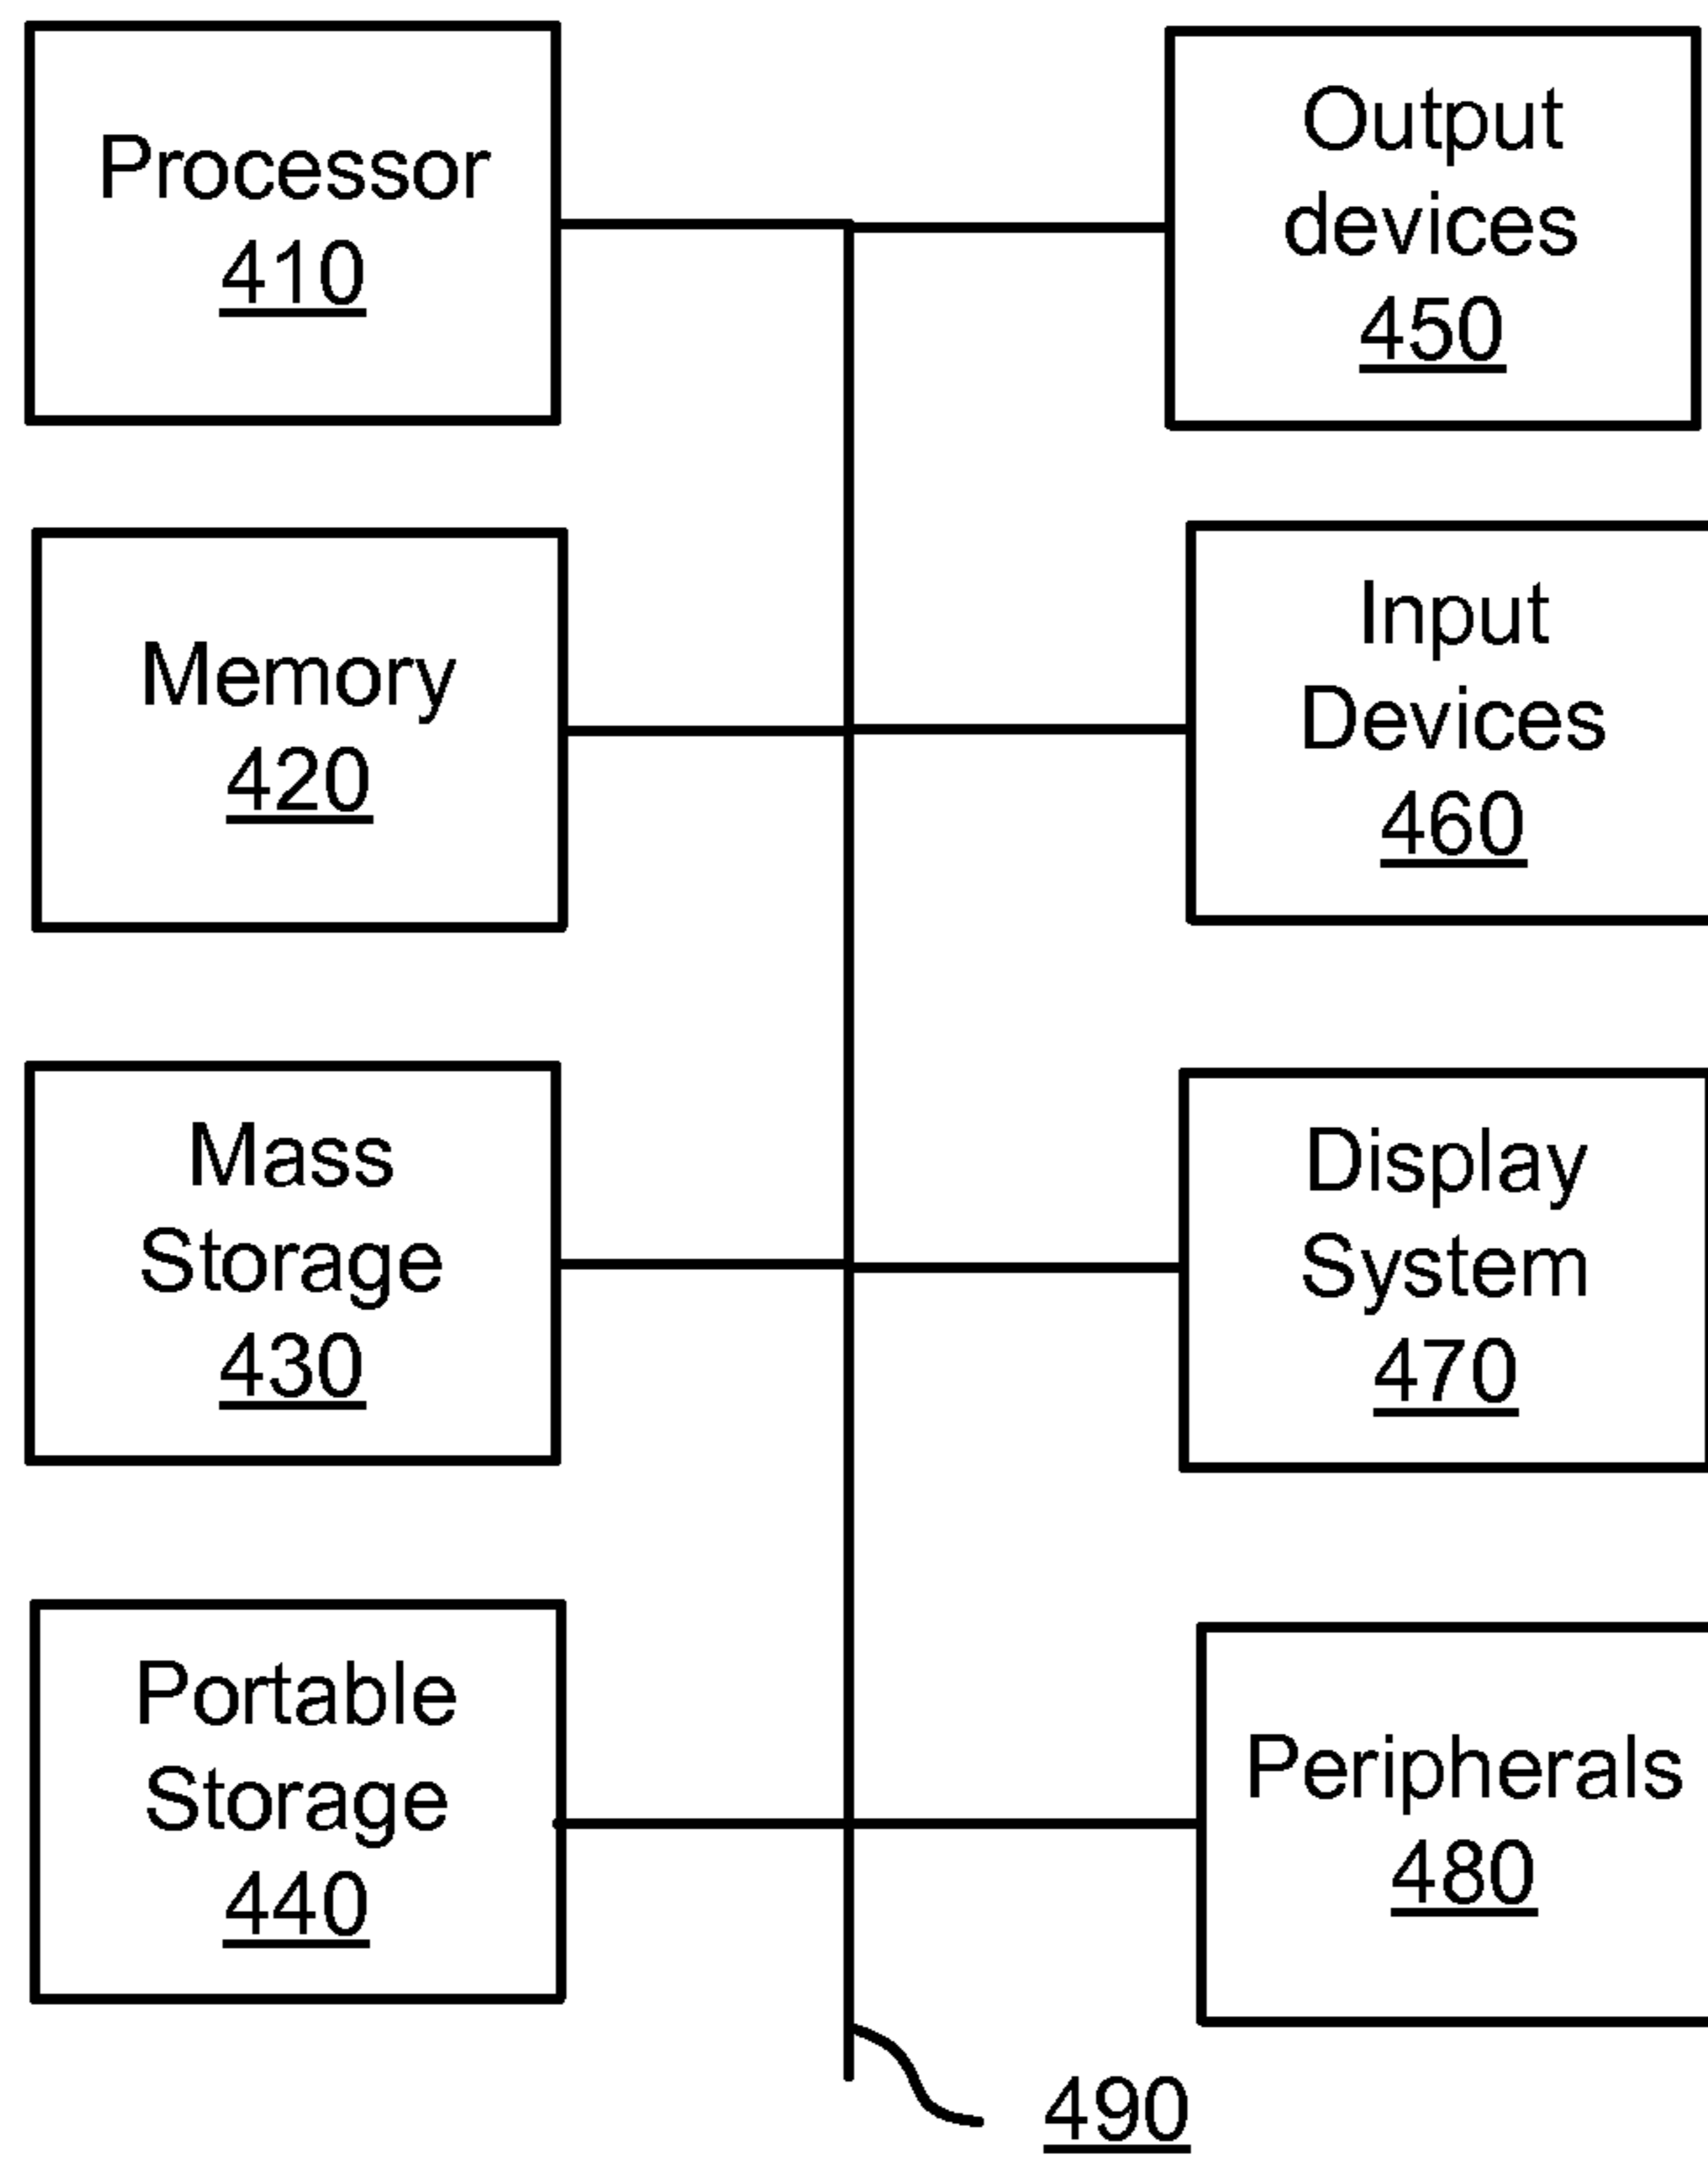 Processor
410
Output
devices
450
Memory
420
Input
Devices
460
Mass
Storage
430
Display
System
470
Portable
Storage
440
Peripherals
480
490